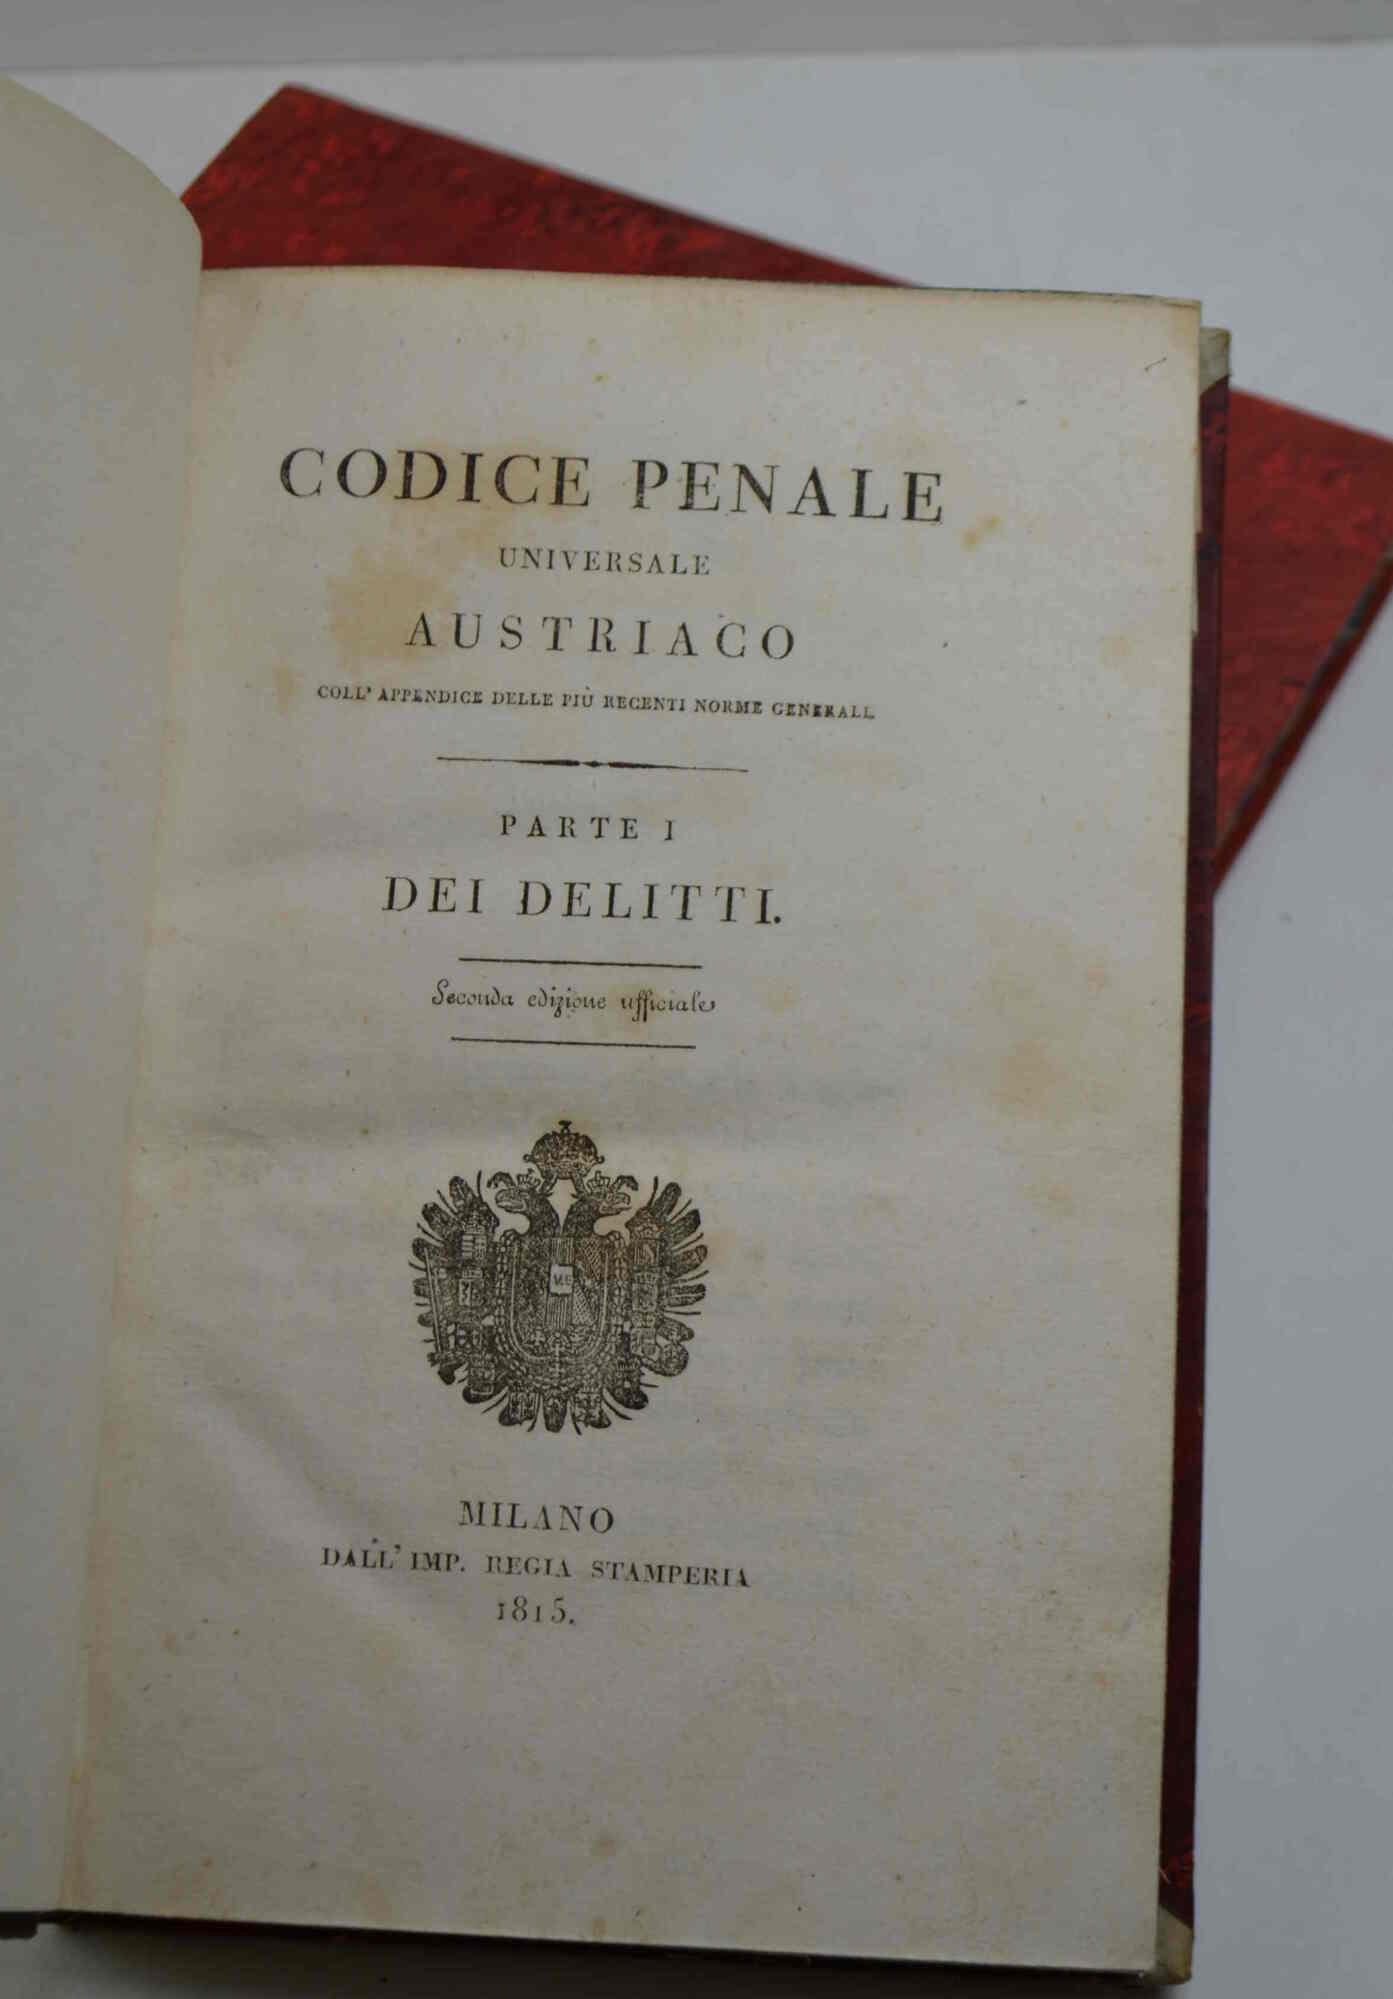 CODICE PENALE
UNIVERSALE
AUSTRIACO
COLL' APPENDICE DELLE PIÙ RECENTI NORME GENERALI.
PARTE I
DEI DELITTI.
Seconda edizione ufficiale
MILANO
DALL' IMP. REGIA STAMPERIA
1815.